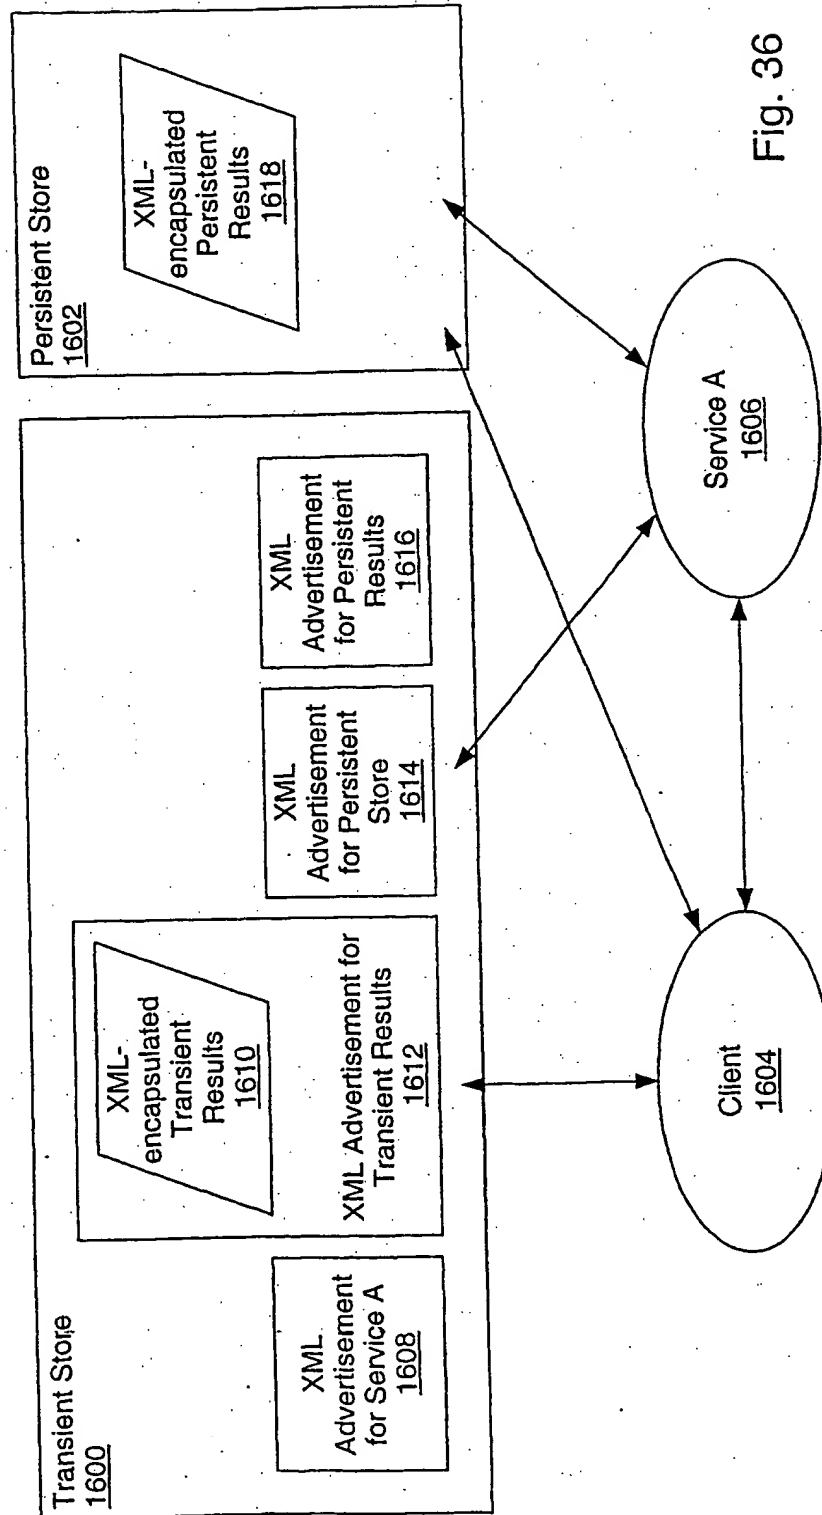 Transient Store
1600
XML
Advertisement
for Service A
1608
XML-
encapsulated
Transient
Results
1610
XML Advertisement for
Transient Results
1612
XML
Advertisement
for Persistent
Store
1614
XML
Advertisement
for Persistent
Results
1616
Persistent Store
1602
XML-
encapsulated
Persistent
Results
1618
Client
1604
Service A
1606
Fig. 36